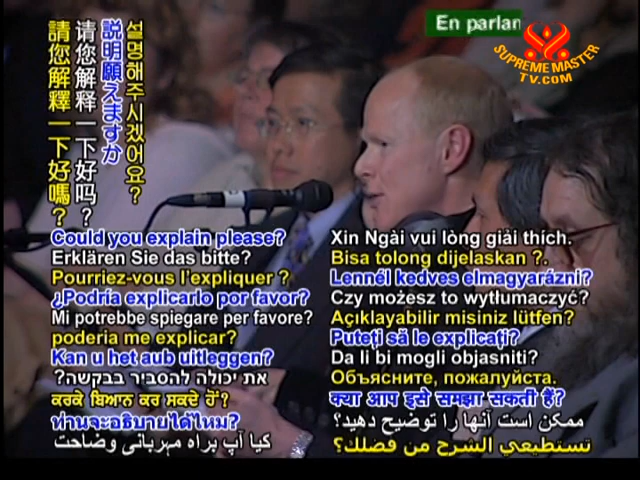 En parlan
SUPREME MASTER
TV.COM
설명해주시겠어요?
説明願えますか
请您解释一下好吗?
請您解釋一下好嗎?
Could you explain please?
Erklären Sie das bitte?
Pourriez-vous l'expliquer ?
¿Podría explicarlo por favor?
Mi potrebbe spiegare per favore?
poderia me explicar?
Kan u het aub uitleggen?
את יכולה להסביר בבקשה?
ਕਰਕੇ ਬਿਆਨ ਕਰ ਸਕਦੇ ਹੋਂ?
ท่านจะอธิบายได้ไหม?
کیا آپ براہ مہربانی وضاحت
Xin Ngài vui lòng giải thích.
Bisa tolong dijelaskan ?.
Lennél kedves elmagyarázni?
Czy możesz to wytłumaczyć?
Açıklayabilir misiniz lütfen?
Puteţi să le explicaţi?
Da li bi mogli objasniti?
Объясните, пожалуйста.
क्या आप इसे समझा सकती हैं?
ممکن است آنها را توضیح دهید؟
تستطيعي الشرح من فضلك؟